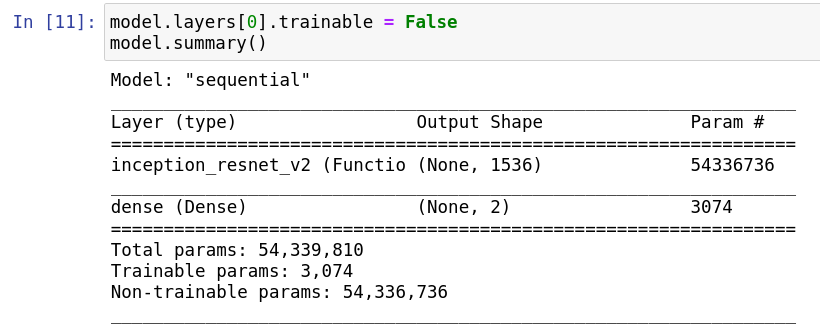 In [11]: model.layers[0].trainable = False
model.summary()
Model: "sequential"
_________________________________________________________________
Layer (type)                 Output Shape              Param #
=================================================================
inception_resnet_v2 (Functio (None, 1536)              54336736
_________________________________________________________________
dense (Dense)                (None, 2)                 3074
=================================================================
Total params: 54,339,810
Trainable params: 3,074
Non-trainable params: 54,336,736
_________________________________________________________________